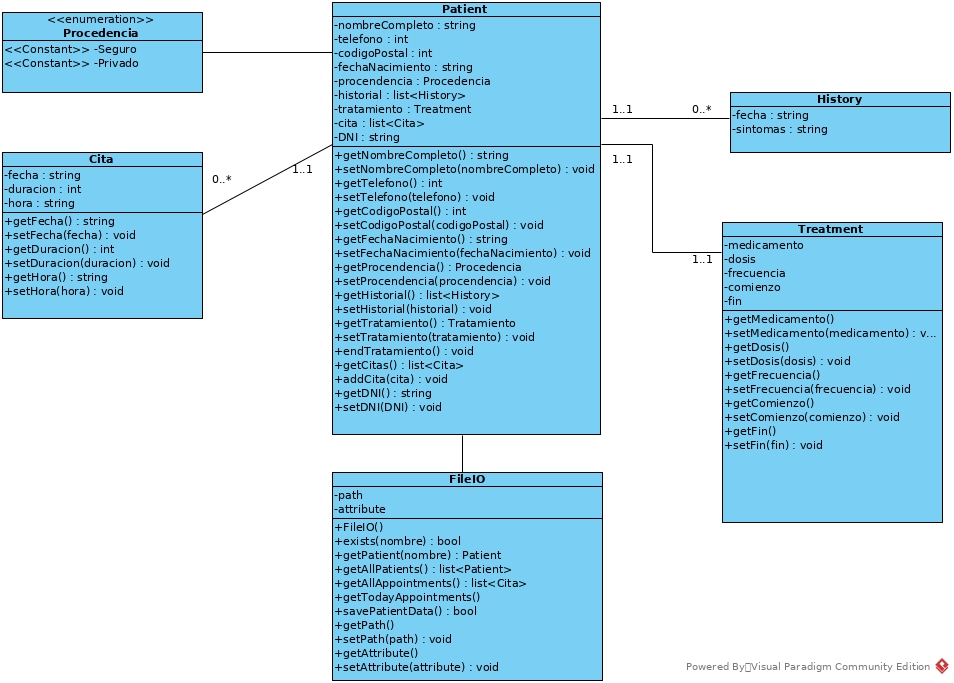 <<enumeration>>
Procedencia
<<Constant>> -Seguro
<<Constant>> -Privado
Patient
-nombreCompleto : string
-telefono : int
-codigoPostal : int
-fechaNacimiento : string
-procendencia : Procedencia
-historial : list<History>
-tratamiento : Treatment
-cita : list<Cita>
-DNI : string
+getNombreCompleto() : string
+setNombreCompleto(nombreCompleto) : void
+getTelefono() : int
+setTelefono(telefono) : void
+getCodigoPostal() : int
+setCodigoPostal(codigoPostal) : void
+getFechaNacimiento() : string
+setFechaNacimiento(fechaNacimiento) : void
+getProcendencia() : Procedencia
+setProcendencia(procendencia) : void
+getHistorial() : list<History>
+setHistorial(historial) : void
+getTratamiento() : Tratamiento
+setTratamiento(tratamiento) : void
+endTratamiento() : void
+getCitas() : list<Cita>
+addCita(cita) : void
+getDNI() : string
+setDNI(DNI) : void
1..1
0..*
History
-fecha : string
-sintomas : string
Cita
-fecha : string
-duracion : int
-hora : string
+getFecha() : string
+setFecha(fecha) : void
+getDuracion() : int
+setDuracion(duracion) : void
+getHora() : string
+setHora(hora) : void
0..*
1..1
1..1
1..1
Treatment
-medicamento
-dosis
-frecuencia
-comienzo
-fin
+getMedicamento()
+setMedicamento(medicamento) : v...
+getDosis()
+setDosis(dosis) : void
+getFrecuencia()
+setFrecuencia(frecuencia) : void
+getComienzo()
+setComienzo(comienzo) : void
+getFin()
+setFin(fin) : void
FileIO
-path
-attribute
+FileIO()
+exists(nombre) : bool
+getPatient(nombre) : Patient
+getAllPatients() : list<Patient>
+getAllAppointments() : list<Cita>
+getTodayAppointments()
+savePatientData() : bool
+getPath()
+setPath(path) : void
+getAttribute()
+setAttribute(attribute) : void
Powered By Visual Paradigm Community Edition